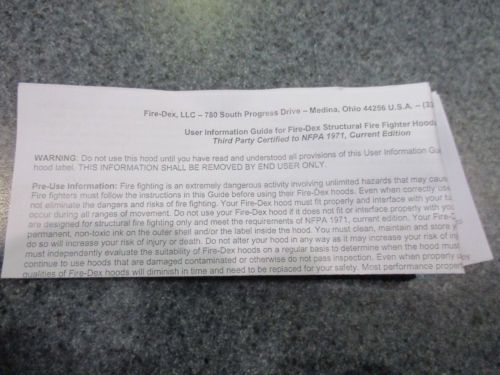 Fire-Dex, LLC – 780 South Progress Drive – Medina, Ohio 44256 U.S.A. – (33
User Information Guide for Fire-Dex Structural Fire Fighter Hoods
Third Party Certified to NFPA 1971, Current Edition
WARNING: Do not use this hood until you have read and understood all provisions of this User Information Gui
hood label. THIS INFORMATION SHALL BE REMOVED BY END USER ONLY.
Pre-Use Information: Fire fighting is an extremely dangerous activity involving unlimited hazards that may cause
Fire fighters must follow the instructions in this Guide before using their Fire-Dex hoods. Even when correctly use
not eliminate the dangers and risks of fire fighting. Your Fire-Dex hood must fit properly and interface with your
occur during all ranges of movement. Do not use your Fire-Dex hood if it does not fit or interface properly with you
are designed for structural fire fighting only and meet the requirements of NFPA 1971, current edition. Your Fire-D
permanent, non-toxic ink on the outer shell and/or the label inside the hood. You must clean, maintain and store y
do so will increase your risk of injury or death. Do not alter your hood in any way as it may increase your risk of inj
must independently evaluate the suitability of Fire-Dex hoods on a regular basis to determine when the hood must
continue to use hoods that are damaged contaminated or otherwise do not pass inspection. Even when properly
qualities of Fire-Dex hoods will diminish in time and need to be replaced for your safety. Most performance proper